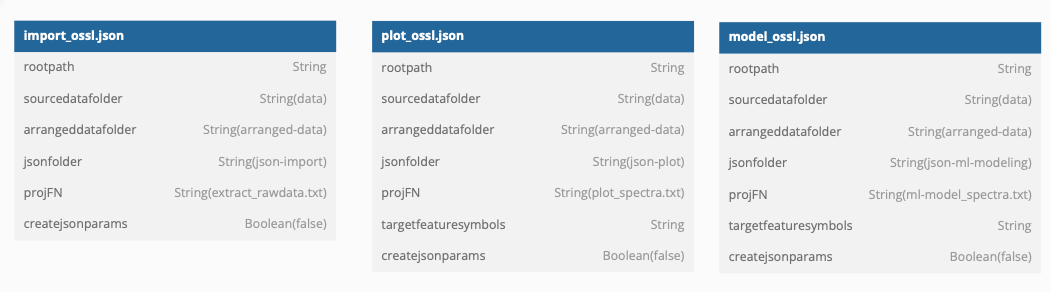 import_ossl.json
rootpath String
sourcedatafolder String(data)
arrangeddatafolder String(arranged-data)
jsonfolder String(json-import)
projFN String(extract_rawdata.txt)
createjsonparams Boolean(false)
plot_ossl.json
rootpath String
sourcedatafolder String(data)
arrangeddatafolder String(arranged-data)
jsonfolder String(json-plot)
projFN String(plot_spectra.txt)
targetfeaturesymbols String
createjsonparams Boolean(false)
model_ossl.json
rootpath String
sourcedatafolder String(data)
arrangeddatafolder String(arranged-data)
jsonfolder String(json-ml-modeling)
projFN String(ml-model_spectra.txt)
targetfeaturesymbols String
createjsonparams Boolean(false)